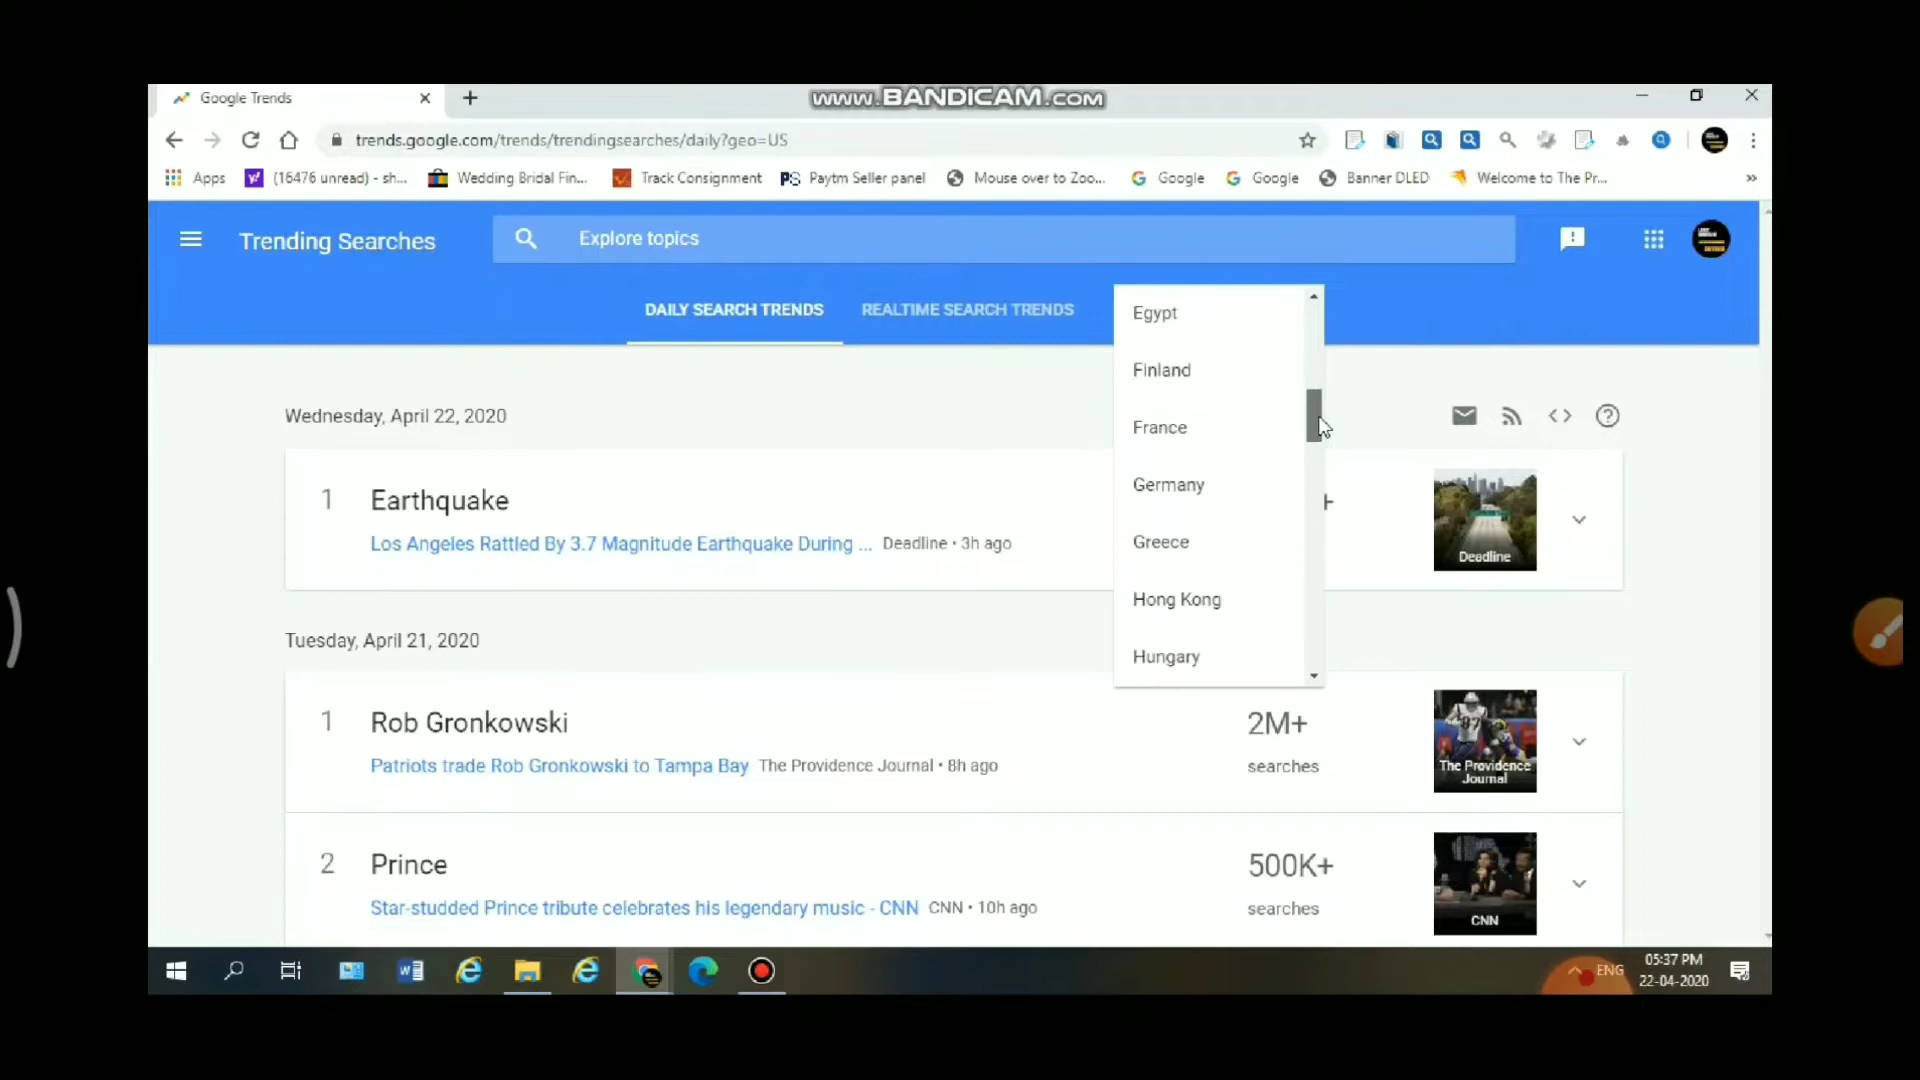 Google Trends
www.BANDICAM.com
trends.google.com/trends/trendingsearches/daily?geo=US
Apps (16476 unread) - sh... Wedding Bridal Fin... Track Consignment Paytm Seller panel Mouse over to Zoo... Google Google Banner DLED Welcome to The Pr...
Trending Searches
Explore topics
DAILY SEARCH TRENDS REALTIME SEARCH TRENDS
Egypt
Finland
France
Germany
Greece
Hong Kong
Hungary
Wednesday, April 22, 2020
1 Earthquake
Los Angeles Rattled By 3.7 Magnitude Earthquake During ... Deadline • 3h ago
Deadline
Tuesday, April 21, 2020
1 Rob Gronkowski 2M+
Patriots trade Rob Gronkowski to Tampa Bay The Providence Journal • 8h ago searches
The Providence
Journal
2 Prince 500K+
Star-studded Prince tribute celebrates his legendary music - CNN CNN • 10h ago searches
CNN
ENG
05:37 PM
22-04-2020